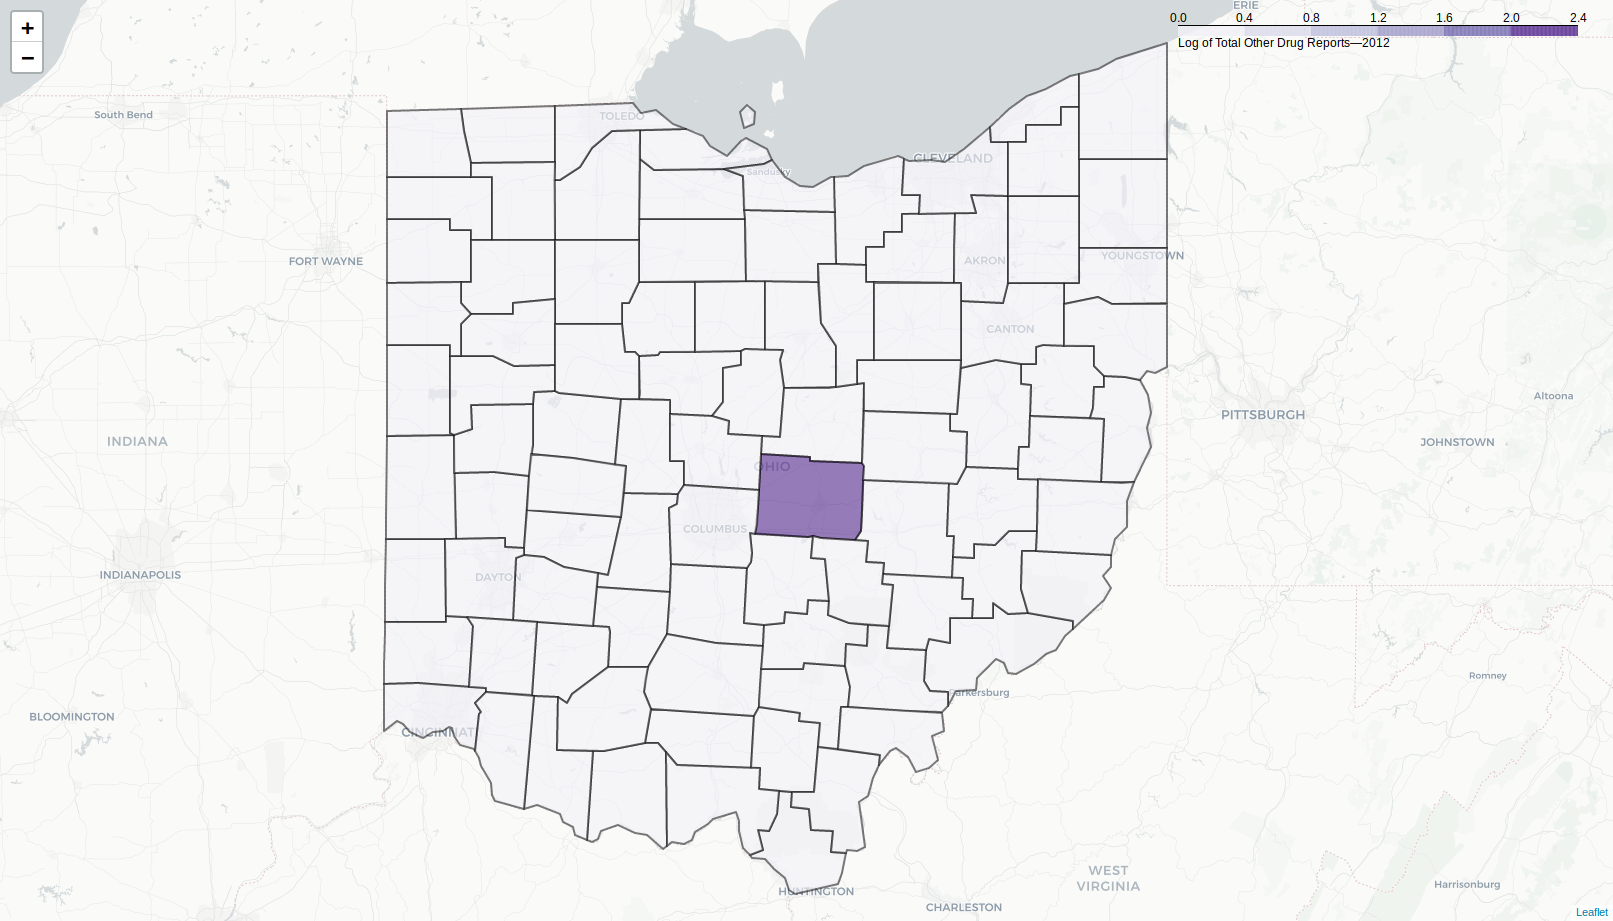 +
−
ERIE
0.0 0.4 0.8 1.2 1.6 2.0 2.4
Log of Total Other Drug Reports—2012
South Bend
TOLEDO
CLEVELAND
Sandusky
FORT WAYNE
AKRON
YOUNGSTOWN
CANTON
Altoona
PITTSBURGH
INDIANA
JOHNSTOWN
OHIO
COLUMBUS
INDIANAPOLIS
DAYTON
Romney
arkersburg
BLOOMINGTON
CINCINNATI
WEST
VIRGINIA
Harrisonburg
HUNTINGTON
CHARLESTON
Leaflet